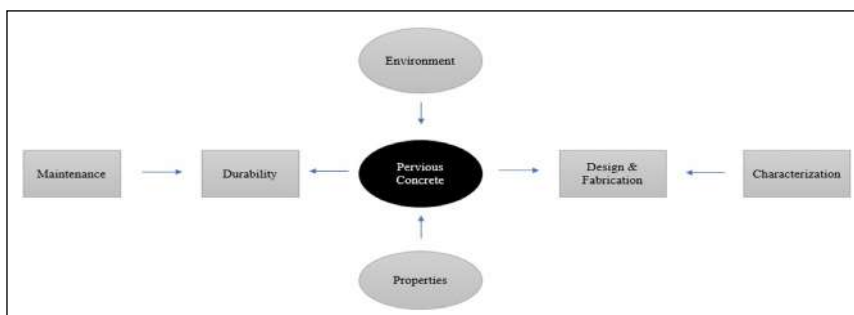 Environment
Maintenance
Durability
Pervious
Concrete
Design &
Fabrication
Characterization
Properties